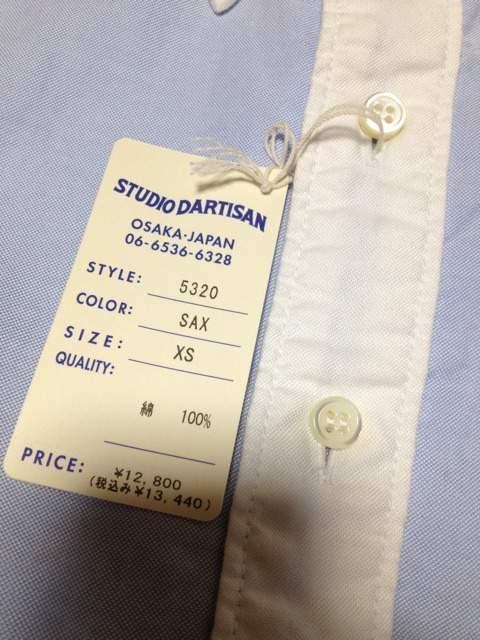 STUDIO DARTISAN
OSAKA·JAPAN
06-6536-6328
STYLE: 5320
COLOR: SAX
SIZE: XS
QUALITY:
綿 100%
PRICE: ¥12,800
(税込み¥13,440)